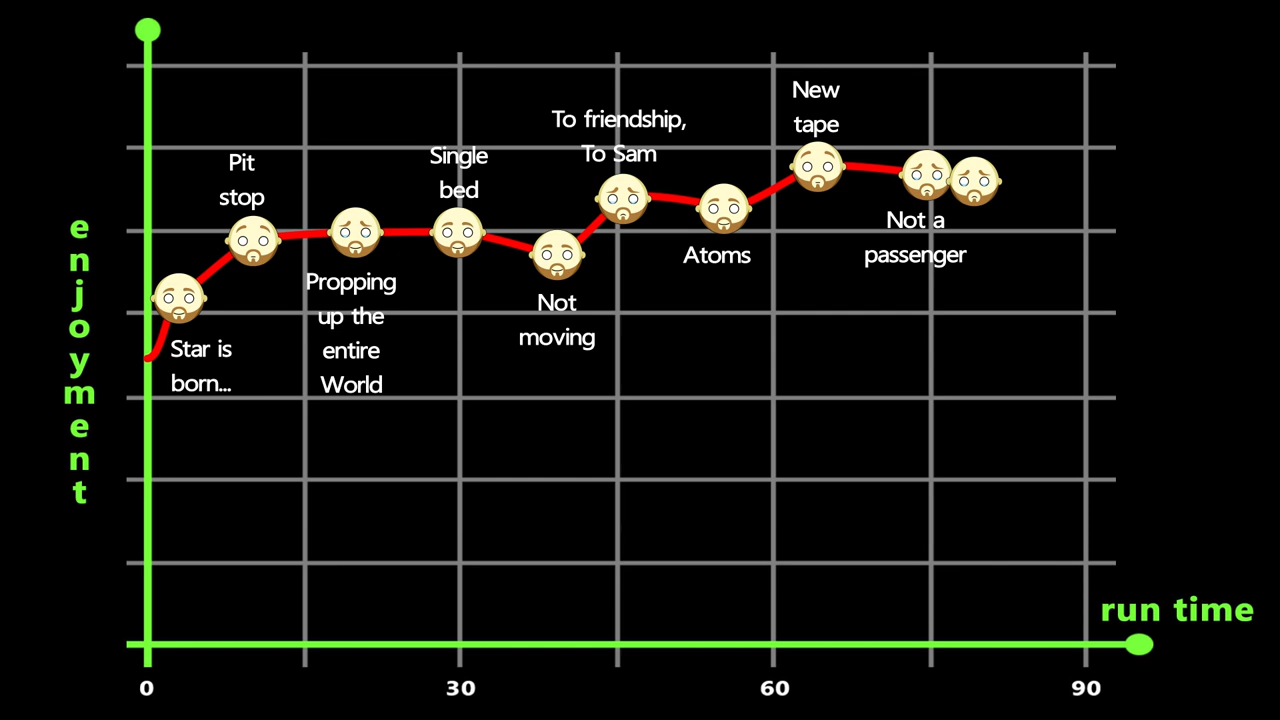 New
tape
To friendship,
To Sam
Single
bed
Pit
stop
Not a
passenger
Atoms
Propping
up the
entire
World
Not
moving
Star is
born...
enjoyment
run time
0
30
60
90